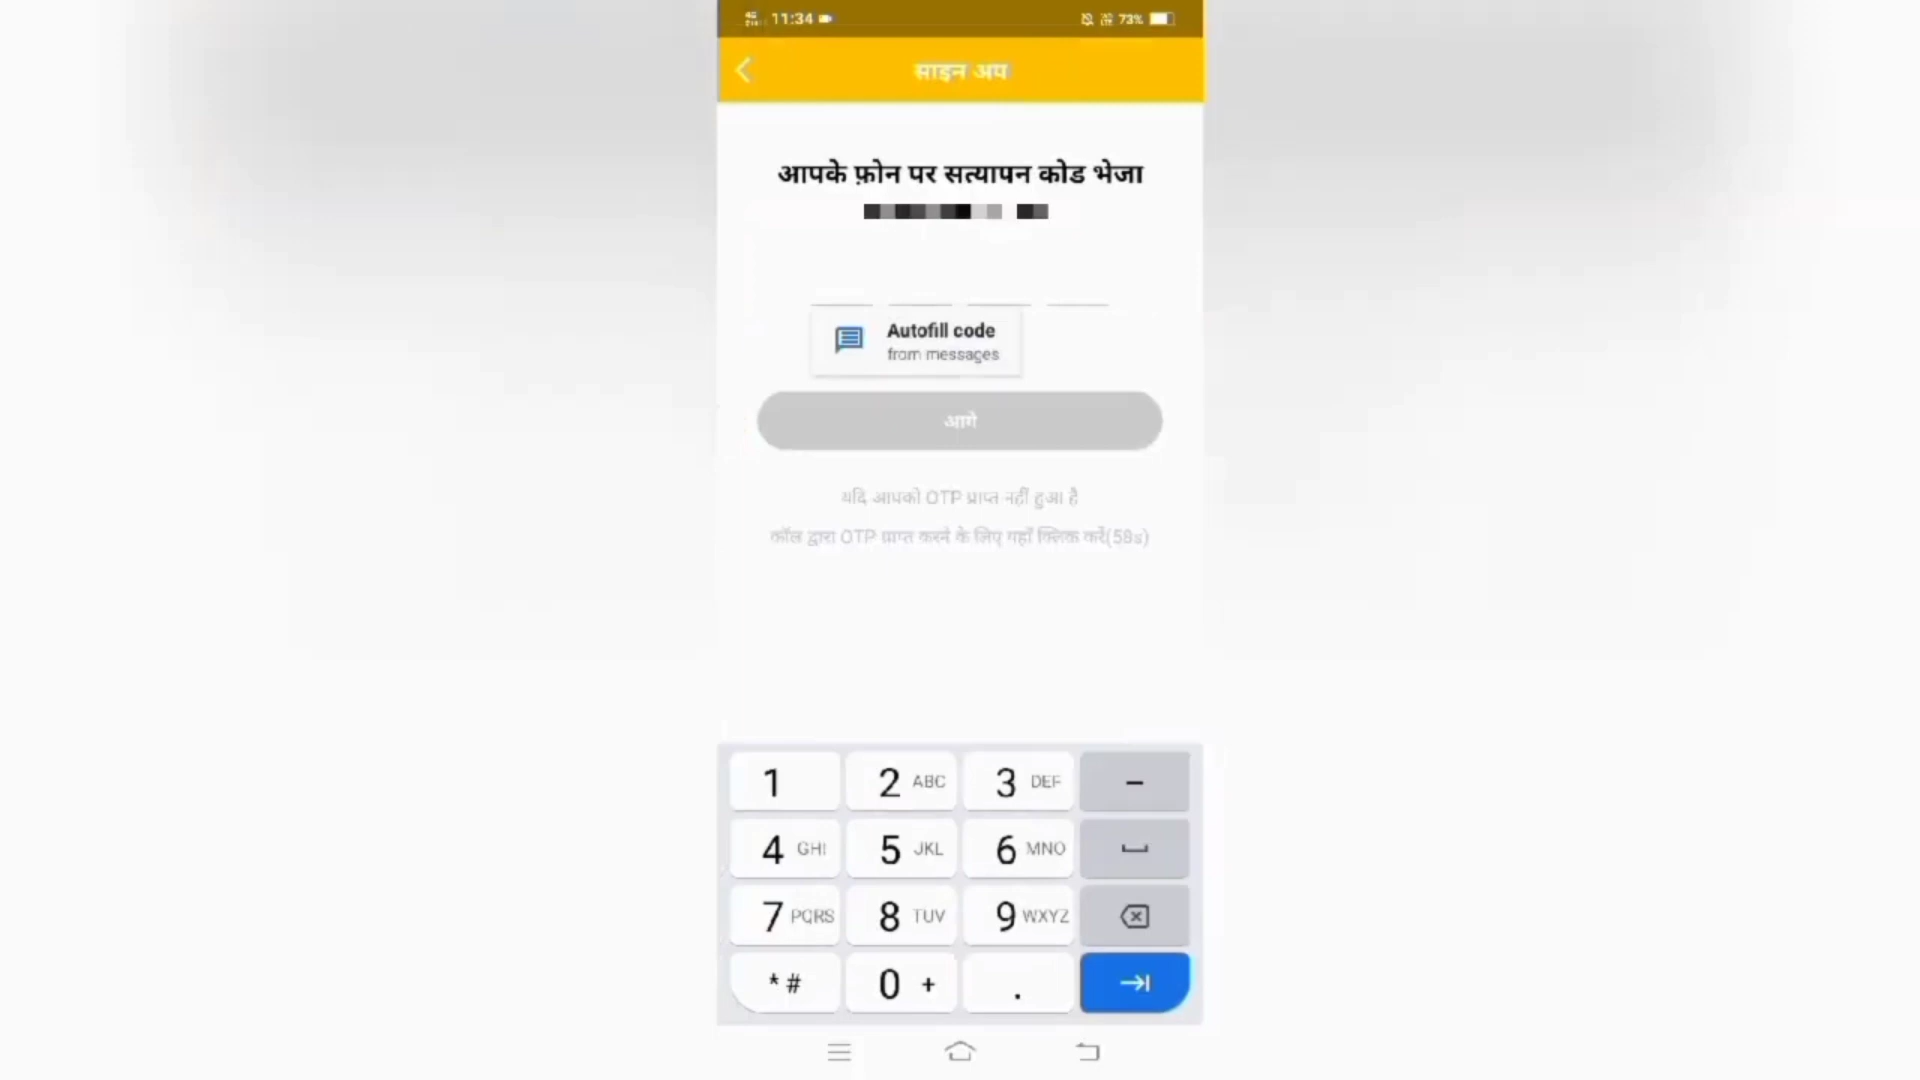 11:34
73%
साइन अप
आपके फ़ोन पर सत्यापन कोड भेजा
Autofill code
from messages
आगे
यदि आपको OTP प्राप्त नहीं हुआ है
कॉल द्वारा OTP प्राप्त करने के लिए यहाँ क्लिक करें(58s)
1 2 ABC 3 DEF -
4 GHI 5 JKL 6 MNO
7 PQRS 8 TUV 9 WXYZ
* # 0 + .